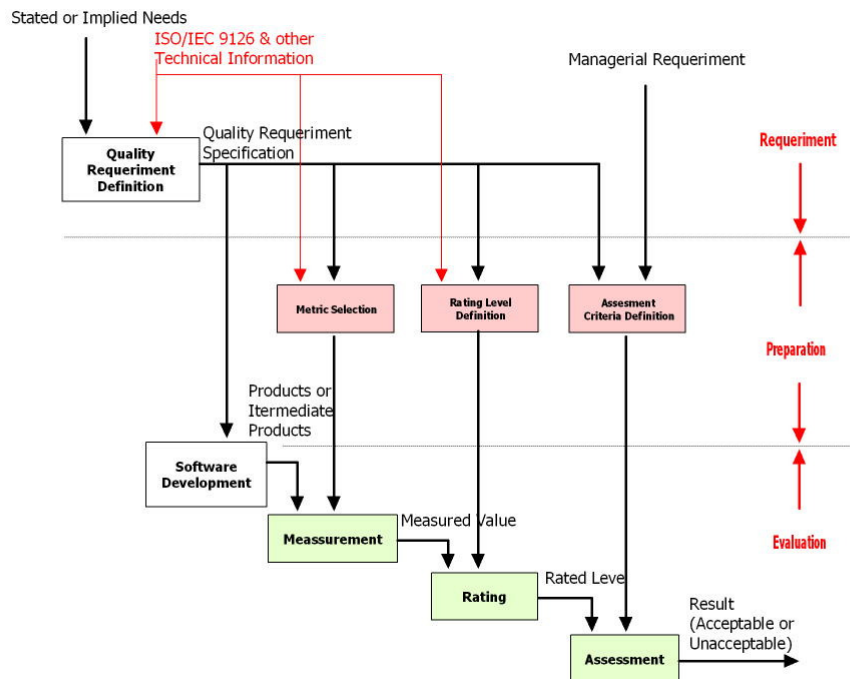 Stated or Implied Needs
ISO/IEC 9126 & other
Technical Information
Managerial Requeriment
Quality
Requeriment
Definition
Quality Requeriment
Specification
Requeriment
Metric Selection
Rating Level
Definition
Assesment
Criteria Definition
Preparation
Products or
Itermediate
Products
Software
Development
Meassurement
Measured Value
Evaluation
Rating
Rated Level
Assessment
Result
(Acceptable or
Unacceptable)